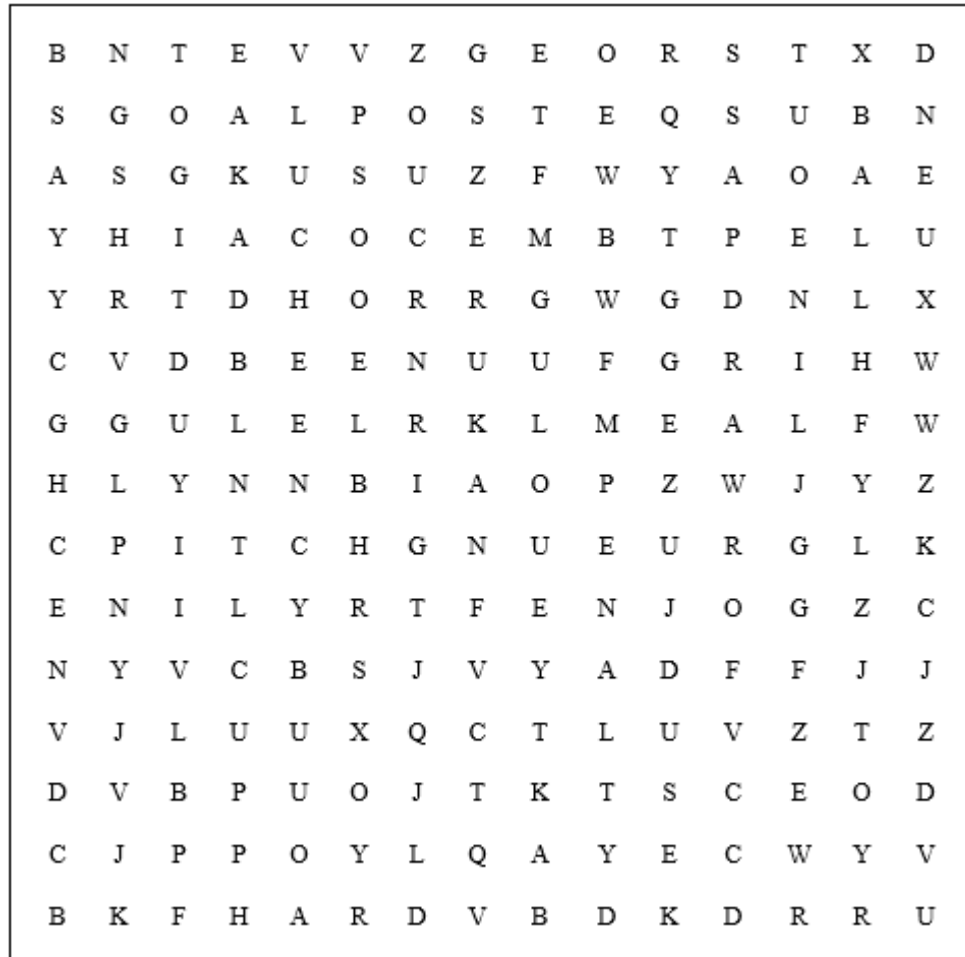 B N T E V V Z G E O R S T X D
S G O A L P O S T E Q S U B N
A S G K U S U Z F W Y A O A E
Y H I A C O C E M B T P E L U
Y R T D H O R R G W G D N L X
C V D B E E N U U F G R I H W
G G U L E L R K L M E A L F W
H L Y N N B I A O P Z W J Y Z
C P I T C H G N U E U R G L K
E N I L Y R T F E N J O G Z C
N Y V C B S J V Y A D F F J J
V J L U U X Q C T L U V Z T Z
D V B P U O J T K T S C E O D
C J P P O Y L Q A Y E C W Y V
B K F H A R D V B D K D R R U